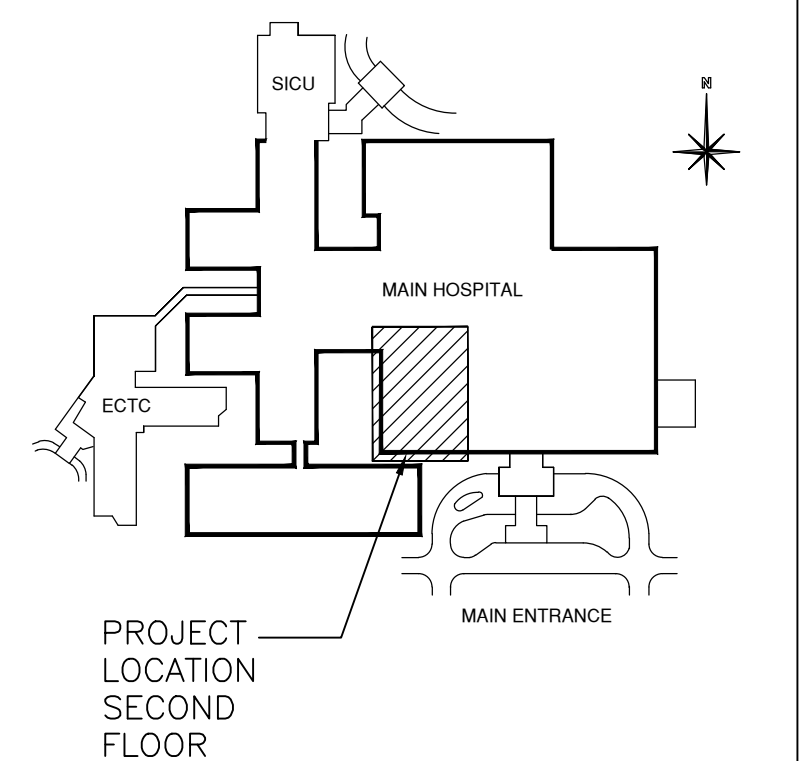 SICU
N
MAIN HOSPITAL
ECTC
MAIN ENTRANCE
PROJECT
LOCATION
SECOND
FLOOR